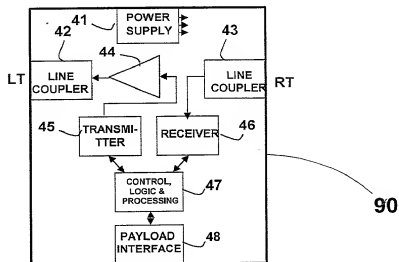 41
POWER
SUPPLY
42
44
43
LT
LINE
COUPLER
LINE
COUPLER
RT
45
TRANSMI-
TTER
RECEIVER
46
CONTROL,
LOGIC &
PROCESSING
47
90
PAYLOAD
INTERFACE
48